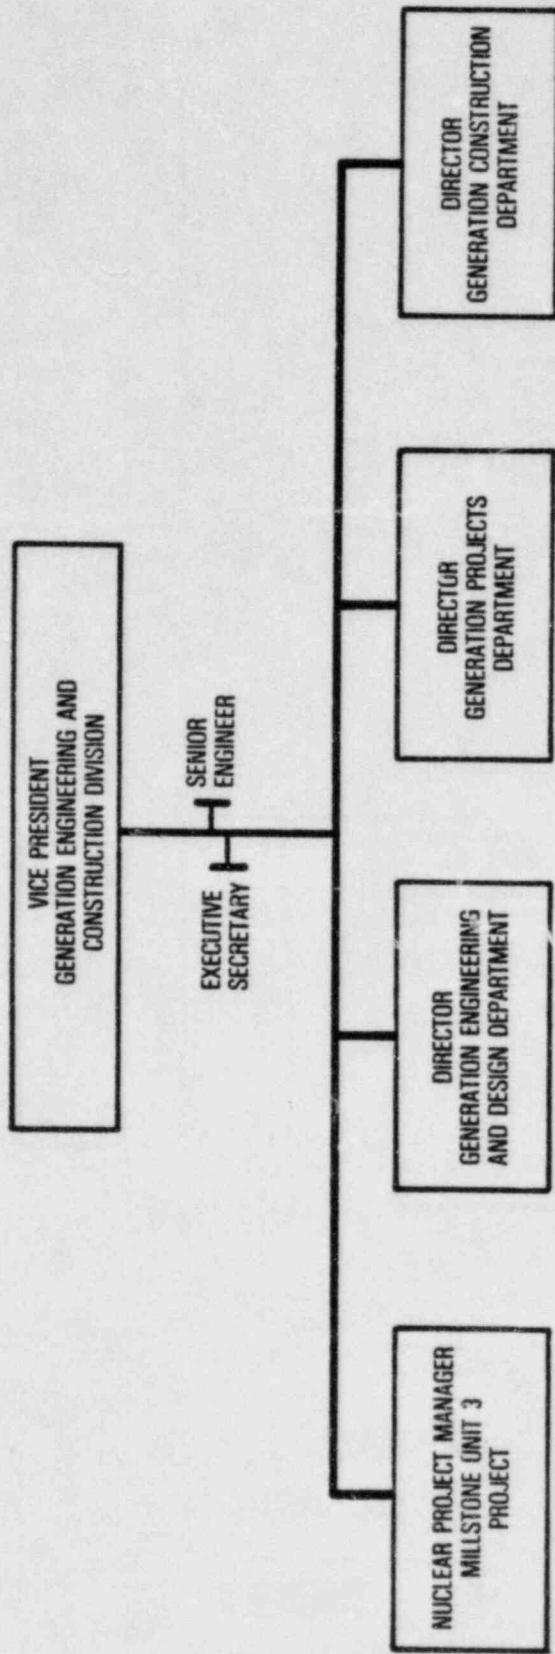 VICE PRESIDENT
GENERATION ENGINEERING AND
CONSTRUCTION DIVISION
EXECUTIVE
SECRETARY
SENIOR
ENGINEER
NUCLEAR PROJECT MANAGER
MILLSTONE UNIT 3
PROJECT
DIRECTOR
GENERATION ENGINEERING
AND DESIGN DEPARTMENT
DIRECTOR
GENERATION PROJECTS
DEPARTMENT
DIRECTOR
GENERATION CONSTRUCTION
DEPARTMENT